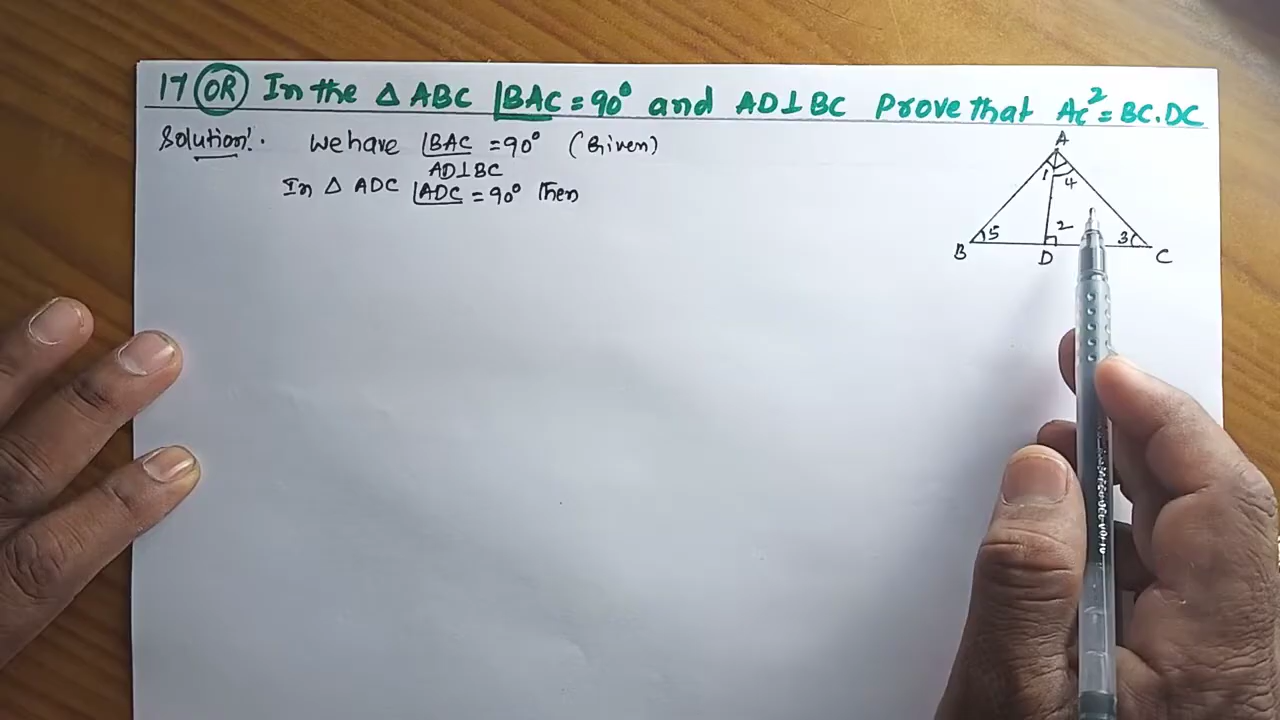 17 OR In the △ ABC ∠BAC = 90° and AD⊥BC Prove that AC² = BC.DC
Solution:. We have ∠BAC = 90° (Given)
AD⊥BC
In △ ADC ∠ADC = 90° Then
A
1
4
5
2
3
B
D
C